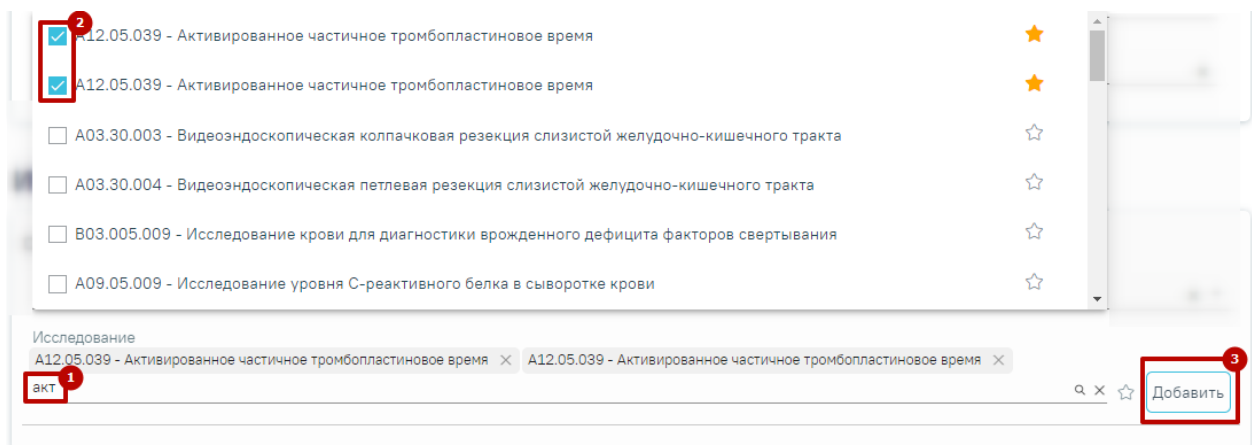 2
A12.05.039 - Активированное частичное тромбопластиновое время
A12.05.039 - Активированное частичное тромбопластиновое время
A03.30.003 - Видеоэндоскопическая колпачковая резекция слизистой желудочно-кишечного тракта
A03.30.004 - Видеоэндоскопическая петлевая резекция слизистой желудочно-кишечного тракта
B03.005.009 - Исследование крови для диагностики врожденного дефицита факторов свертывания
A09.05.009 - Исследование уровня С-реактивного белка в сыворотке крови
Исследование
A12.05.039 - Активированное частичное тромбопластиновое время × A12.05.039 - Активированное частичное тромбопластиновое время ×
акт 1
3
Добавить